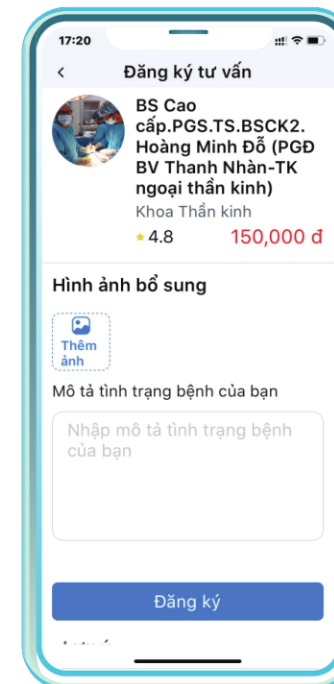 17:20
Đăng ký tư vấn
BS Cao
cấp.PGS.TS.BSCK2.
Hoàng Minh Đỗ (PGĐ
BV Thanh Nhàn-TK
ngoại thần kinh)
Khoa Thần kinh
4.8 150,000 đ
Hình ảnh bổ sung
Thêm
ảnh
Mô tả tình trạng bệnh của bạn
Nhập mô tả tình trạng bệnh
của bạn
Đăng ký